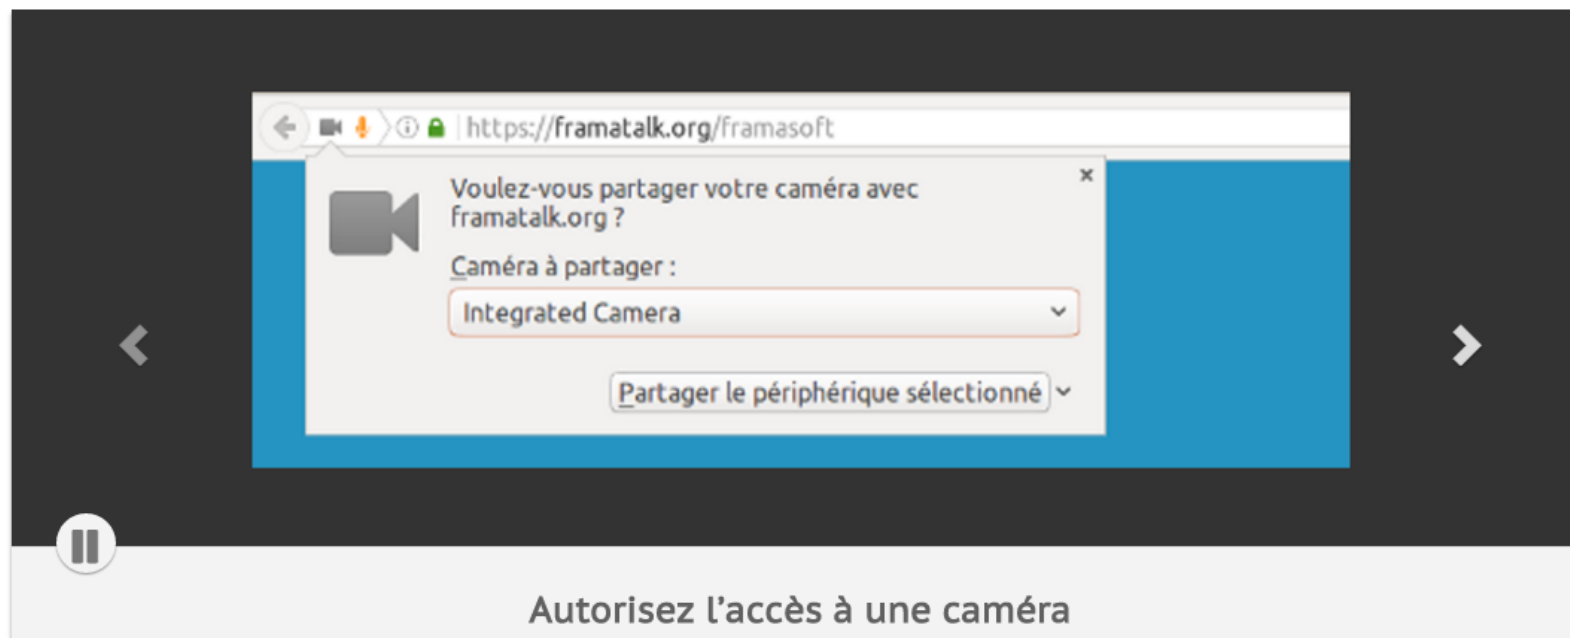 https://framatalk.org/framasoft
Voulez-vous partager votre caméra avec
framatalk.org ?
Caméra à partager :
Integrated Camera
Partager le périphérique sélectionné
Autorisez l’accès à une caméra